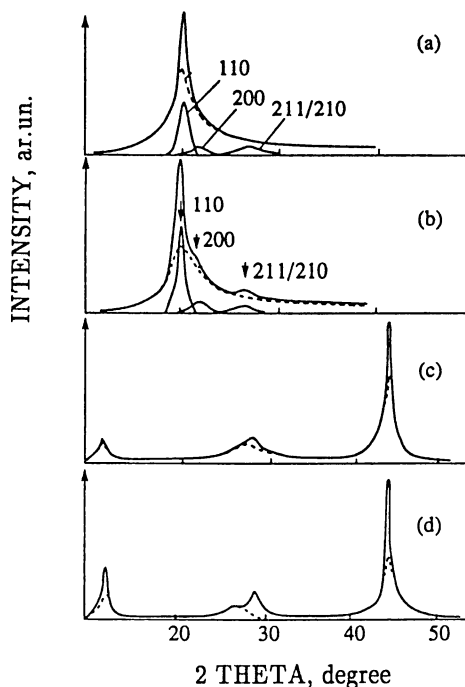 INTENSITY, ar.un.
(a)
110
200
211/210
(b)
110
200
211/210
(c)
(d)
20 30 40 50
2 THETA, degree